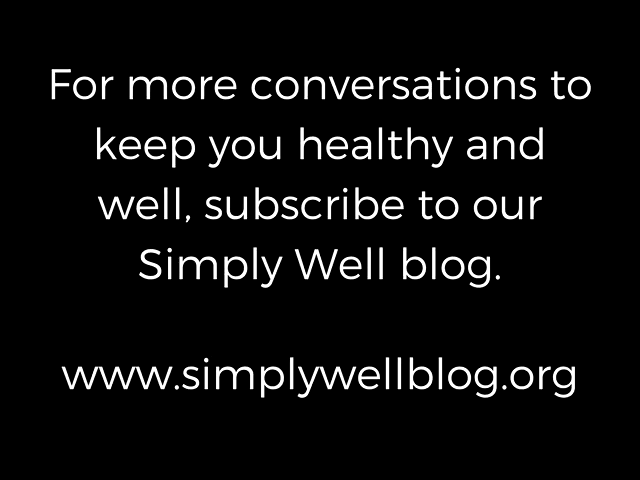 For more conversations to
keep you healthy and
well, subscribe to our
Simply Well blog.
www.simplywellblog.org